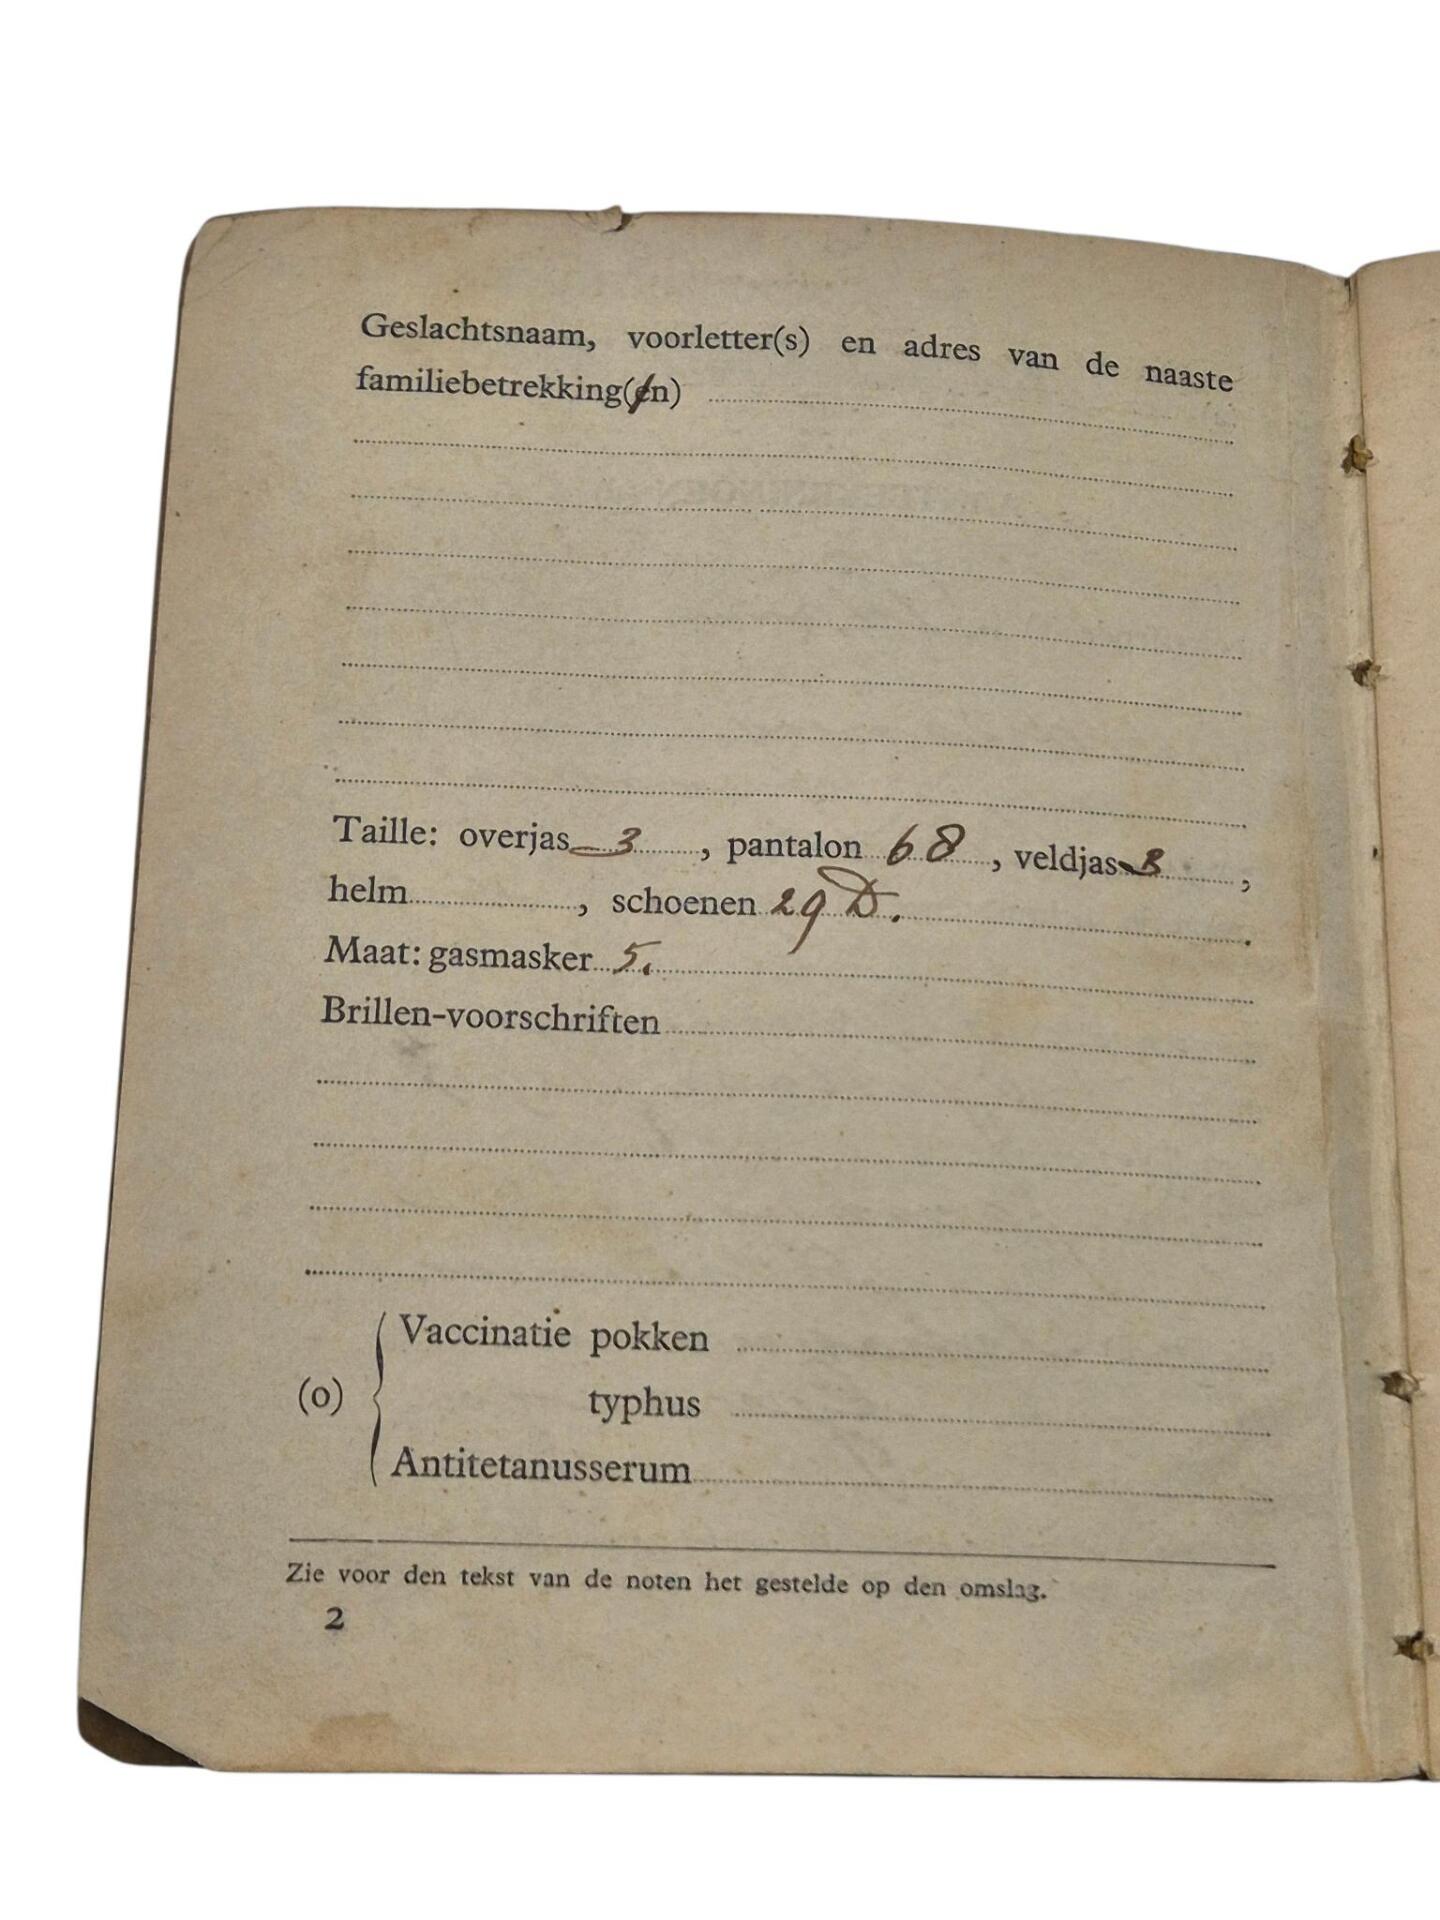 Geslachtsnaam, voorletter(s) en adres van de naaste
familiebetrekking(en)
Taille: overjas 3, pantalon 68, veldjas 3,
helm, schoenen 29 D.
Maat: gasmasker 5.
Brillen-voorschriften
Vaccinatie pokken
(o) typhus
Antitetanusserum
Zie voor den tekst van de noten het gestelde op den omslag.
2